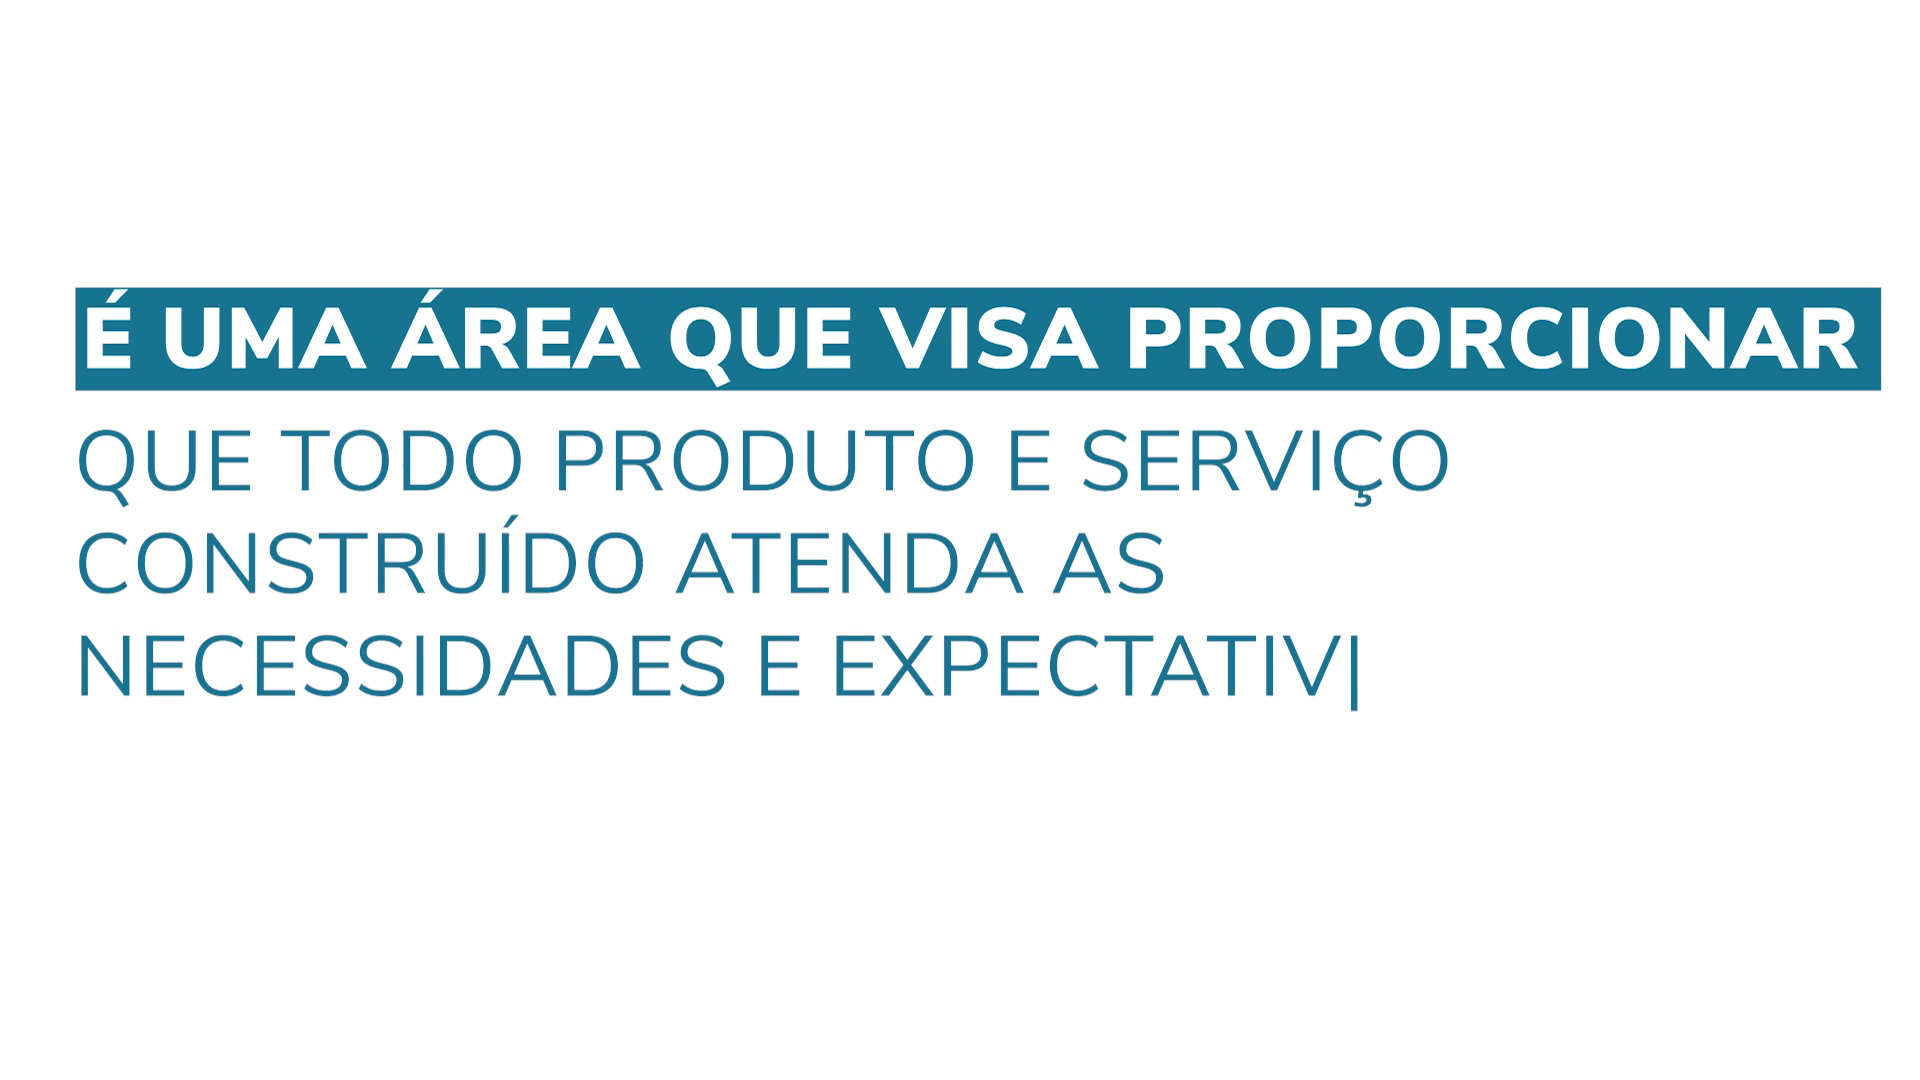 É UMA ÁREA QUE VISA PROPORCIONAR
QUE TODO PRODUTO E SERVIÇO
CONSTRUÍDO ATENDA AS
NECESSIDADES E EXPECTATIV|